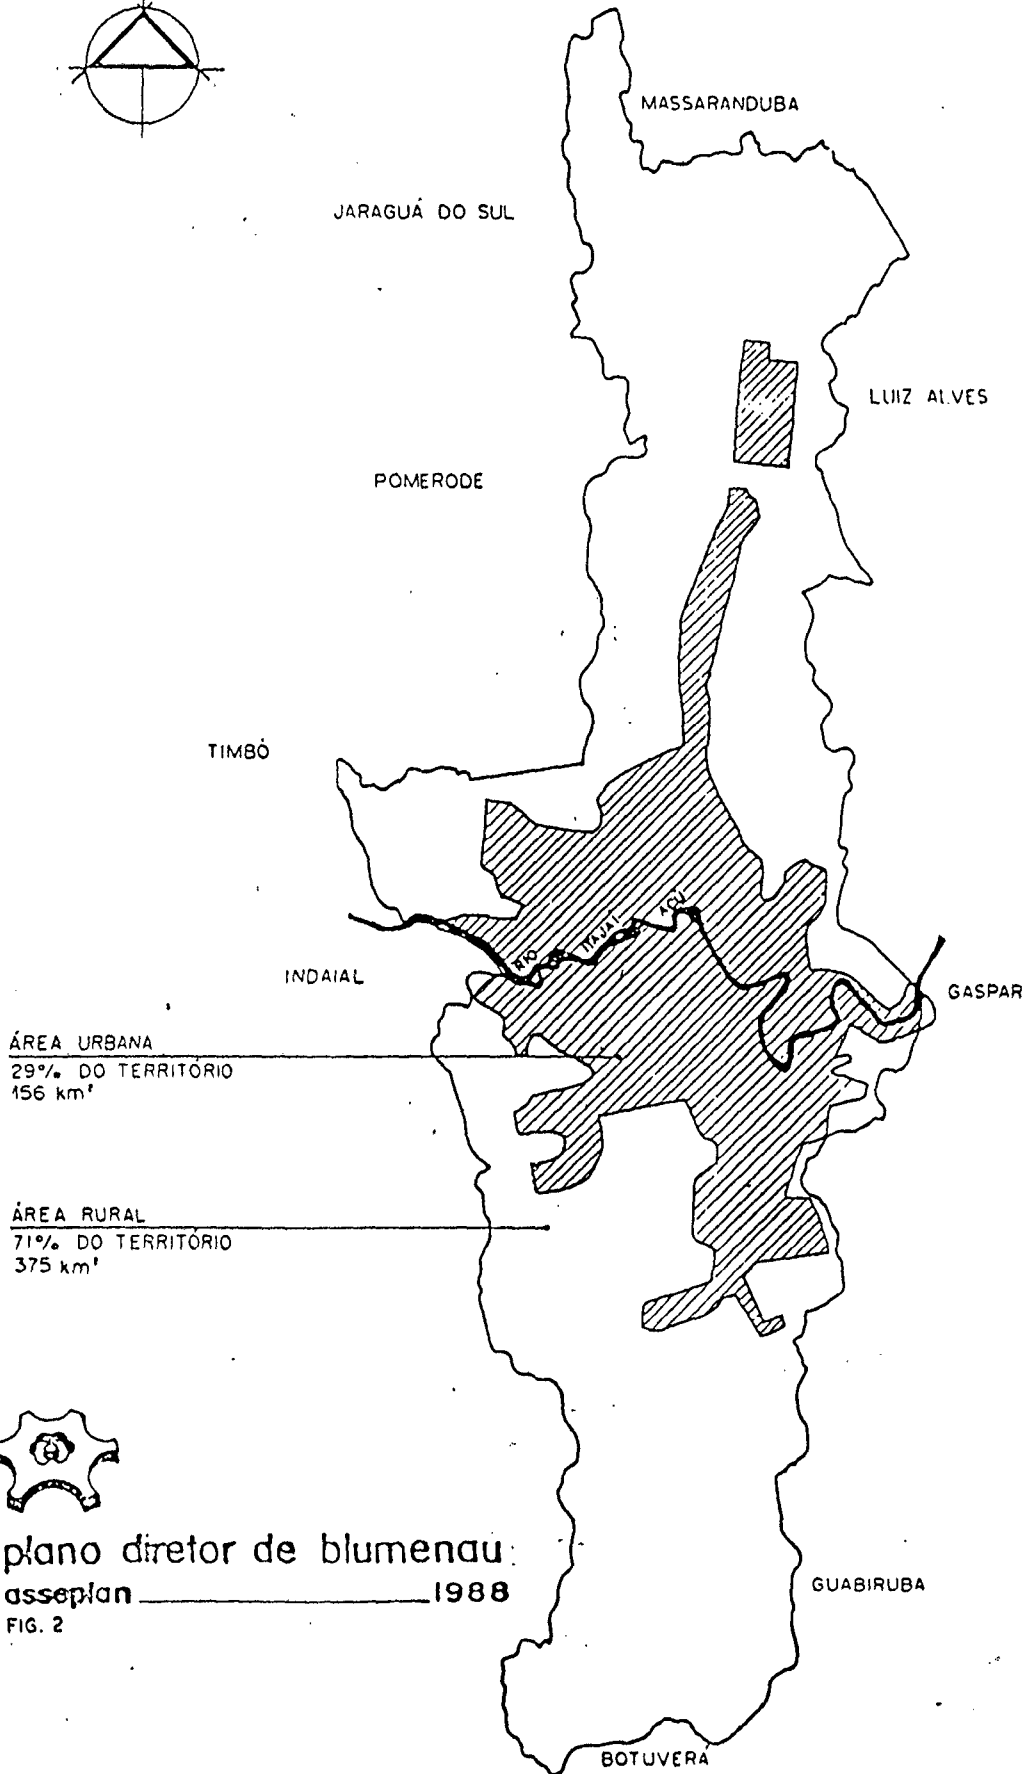 MASSARANDUBA
JARAGUÁ DO SUL
LUIZ ALVES
POMERODE
TIMBÓ
RIO ITAJAÍ AÇU
INDAIAL
GASPAR
ÁREA URBANA
29% DO TERRITÓRIO
156 km²
ÁREA RURAL
71% DO TERRITÓRIO
375 km²
plano diretor de blumenau
asseplan 1988
FIG. 2
GUABIRUBA
BOTUVERÁ